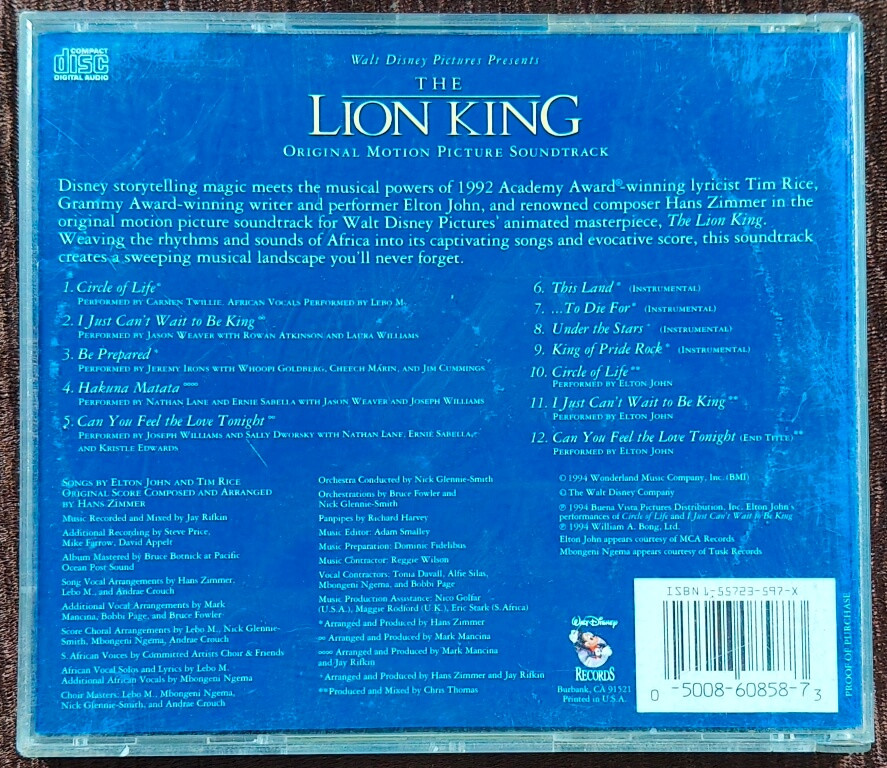 COMPACT
disc
DIGITAL AUDIO
Walt Disney Pictures Presents
THE
LION KING
ORIGINAL MOTION PICTURE SOUNDTRACK
Disney storytelling magic meets the musical powers of 1992 Academy Award®-winning lyricist Tim Rice,
Grammy Award-winning writer and performer Elton John, and renowned composer Hans Zimmer in the
original motion picture soundtrack for Walt Disney Pictures' animated masterpiece, The Lion King.
Weaving the rhythms and sounds of Africa into its captivating songs and evocative score, this soundtrack
creates a sweeping musical landscape you'll never forget.
1. Circle of Life*
PERFORMED BY CARMEN TWILLIE, AFRICAN VOCALS PERFORMED BY LEBO M.
2. I Just Can't Wait to Be King∞
PERFORMED BY JASON WEAVER WITH ROWAN ATKINSON AND LAURA WILLIAMS
3. Be Prepared*
PERFORMED BY JEREMY IRONS WITH WHOOPI GOLDBERG, CHEECH MARIN, AND JIM CUMMINGS
4. Hakuna Matata ∞∞
PERFORMED BY NATHAN LANE AND ERNIE SABELLA WITH JASON WEAVER AND JOSEPH WILLIAMS
5. Can You Feel the Love Tonight∞
PERFORMED BY JOSEPH WILLIAMS AND SALLY DWORSKY WITH NATHAN LANE, ERNIE SABELLA,
AND KRISTLE EDWARDS
6. This Land* (INSTRUMENTAL)
7. ...To Die For* (INSTRUMENTAL)
8. Under the Stars* (INSTRUMENTAL)
9. King of Pride Rock* (INSTRUMENTAL)
10. Circle of Life**
PERFORMED BY ELTON JOHN
11. I Just Can't Wait to Be King**
PERFORMED BY ELTON JOHN
12. Can You Feel the Love Tonight (END TITLE)**
PERFORMED BY ELTON JOHN
SONGS BY ELTON JOHN AND TIM RICE
ORIGINAL SCORE COMPOSED AND ARRANGED
BY HANS ZIMMER
Music Recorded and Mixed by Jay Rifkin
Additional Recording by Steve Price,
Mike Farrow, David Appelt
Album Mastered by Bruce Botnick at Pacific
Ocean Post Sound
Song Vocal Arrangements by Hans Zimmer,
Lebo M., and Andrae Crouch
Additional Vocal Arrangements by Mark
Mancina, Bobbi Page, and Bruce Fowler
Score Choral Arrangements by Lebo M., Nick Glennie-
Smith, Mbongeni Ngema, Andrae Crouch
S. African Voices by Committed Artists Choir & Friends
African Vocal Solos and Lyrics by Lebo M.
Additional African Vocals by Mbongeni Ngema
Choir Masters: Lebo M., Mbongeni Ngema,
Nick Glennie-Smith, and Andrae Crouch
Orchestra Conducted by Nick Glennie-Smith
Orchestrations by Bruce Fowler and
Nick Glennie-Smith
Panpipes by Richard Harvey
Music Editor: Adam Smalley
Music Preparation: Dominic Fidelibus
Music Contractor: Reggie Wilson
Vocal Contractors: Tonia Davall, Alfie Silas,
Mbongeni Ngema, and Bobbi Page
Music Production Assistance: Nico Golfar
(U.S.A.), Maggie Rodford (U.K.), Eric Stark (S.Africa)
*Arranged and Produced by Hans Zimmer
∞ Arranged and Produced by Mark Mancina
∞∞ Arranged and Produced by Mark Mancina
and Jay Rifkin
*Arranged and Produced by Hans Zimmer and Jay Rifkin
**Produced and Mixed by Chris Thomas
© 1994 Wonderland Music Company, Inc. (BMI)
© The Walt Disney Company
℗ 1994 Buena Vista Pictures Distribution, Inc. Elton John's
performances of Circle of Life and I Just Can't Wait to Be King
℗ 1994 William A. Bong, Ltd.
Elton John appears courtesy of MCA Records
Mbongeni Ngema appears courtesy of Tusk Records
Walt Disney
RECORDS
Burbank, CA 91521
Printed in U.S.A.
ISBN 1-55723-597-X
0 -5008-60858-7 3
PROOF OF PURCHASE